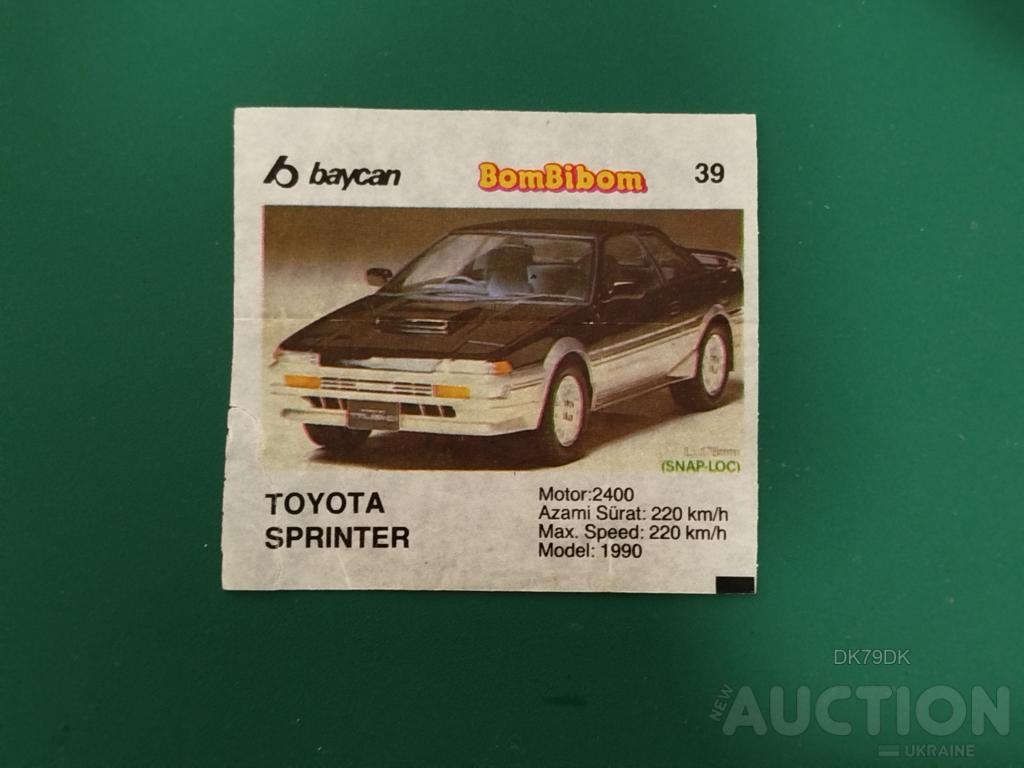 baycan
BomBibom
39
(SNAP-LOC)
TOYOTA
SPRINTER
Motor:2400
Azami Sürat: 220 km/h
Max. Speed: 220 km/h
Model: 1990
DK79DK
NEW AUCTION
UKRAINE